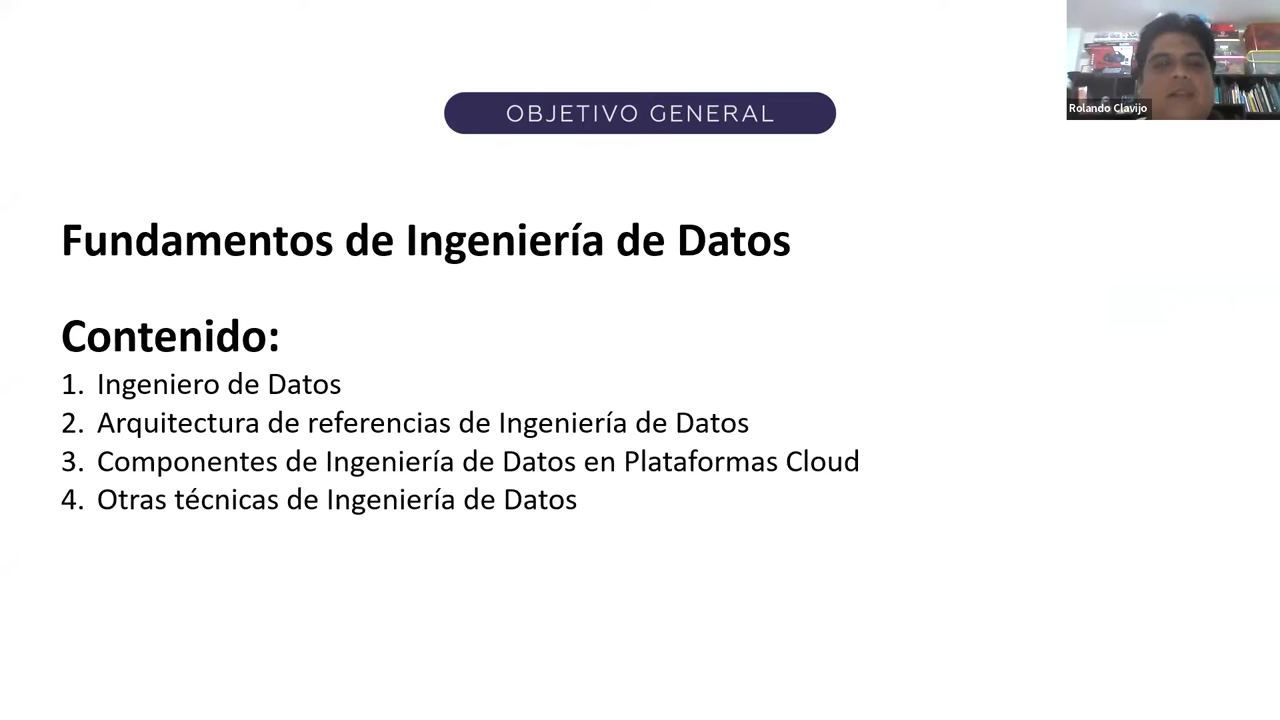 OBJETIVO GENERAL
Rolando Clavijo
Fundamentos de Ingeniería de Datos
Contenido:
1. Ingeniero de Datos
2. Arquitectura de referencias de Ingeniería de Datos
3. Componentes de Ingeniería de Datos en Plataformas Cloud
4. Otras técnicas de Ingeniería de Datos